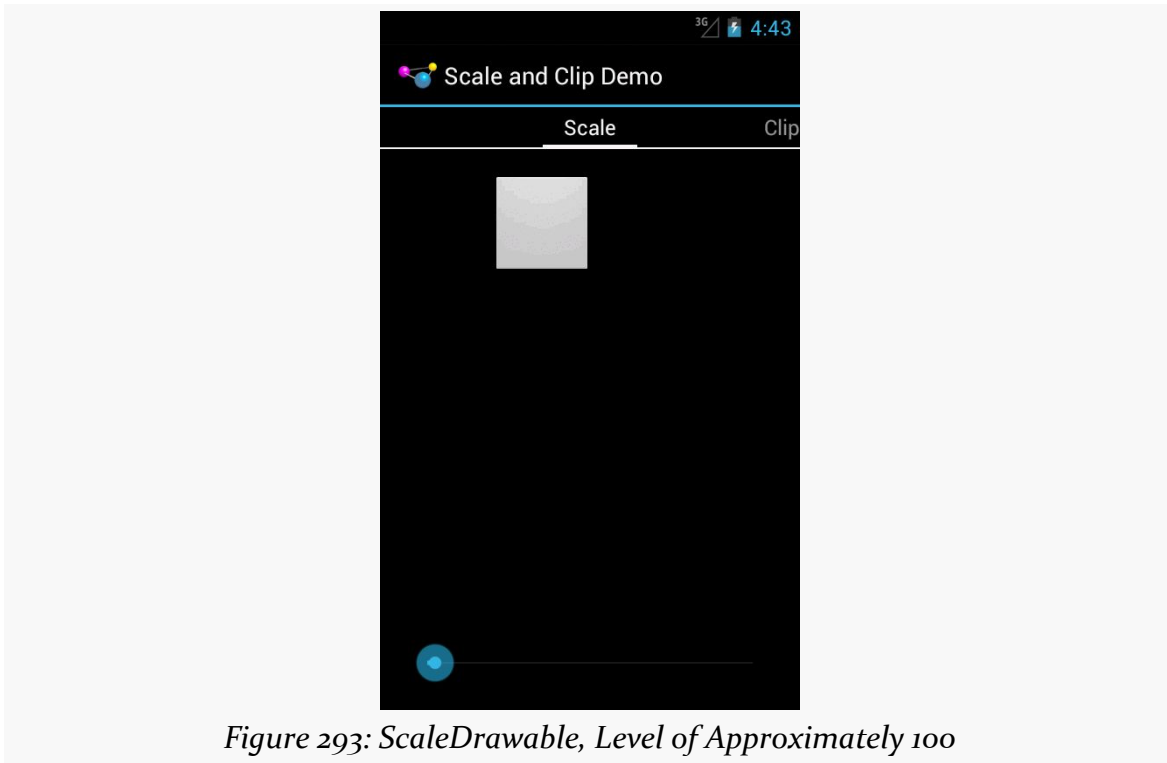 3G 4:43
Scale and Clip Demo
Scale Clip
Figure 293: ScaleDrawable, Level of Approximately 100